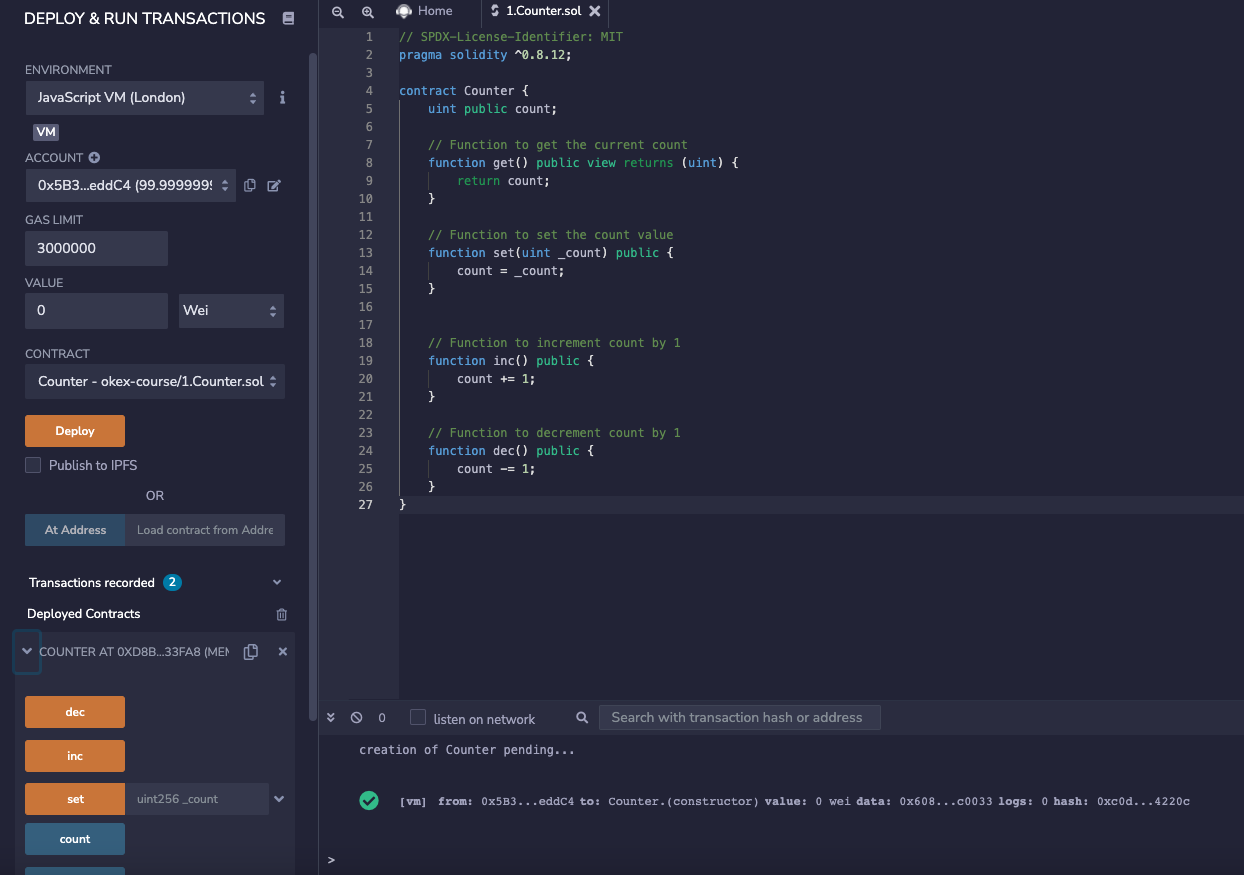 DEPLOY & RUN TRANSACTIONS
ENVIRONMENT
JavaScript VM (London)
VM
ACCOUNT
0x5B3...eddC4 (99.9999999
GAS LIMIT
3000000
VALUE
0
Wei
CONTRACT
Counter - okex-course/1.Counter.sol
Deploy
Publish to IPFS
OR
At Address
Load contract from Addre
Transactions recorded 2
Deployed Contracts
COUNTER AT 0XD8B...33FA8 (MEM
dec
inc
set
uint256 _count
count
Home
1.Counter.sol
1 // SPDX-License-Identifier: MIT
2 pragma solidity ^0.8.12;
3
4 contract Counter {
5     uint public count;
6
7     // Function to get the current count
8     function get() public view returns (uint) {
9         return count;
10     }
11
12     // Function to set the count value
13     function set(uint _count) public {
14         count = _count;
15     }
16
17
18     // Function to increment count by 1
19     function inc() public {
20         count += 1;
21     }
22
23     // Function to decrement count by 1
24     function dec() public {
25         count -= 1;
26     }
27 }
0
listen on network
Search with transaction hash or address
creation of Counter pending...
[vm] from: 0x5B3...eddC4 to: Counter.(constructor) value: 0 wei data: 0x608...c0033 logs: 0 hash: 0xc0d...4220c
>